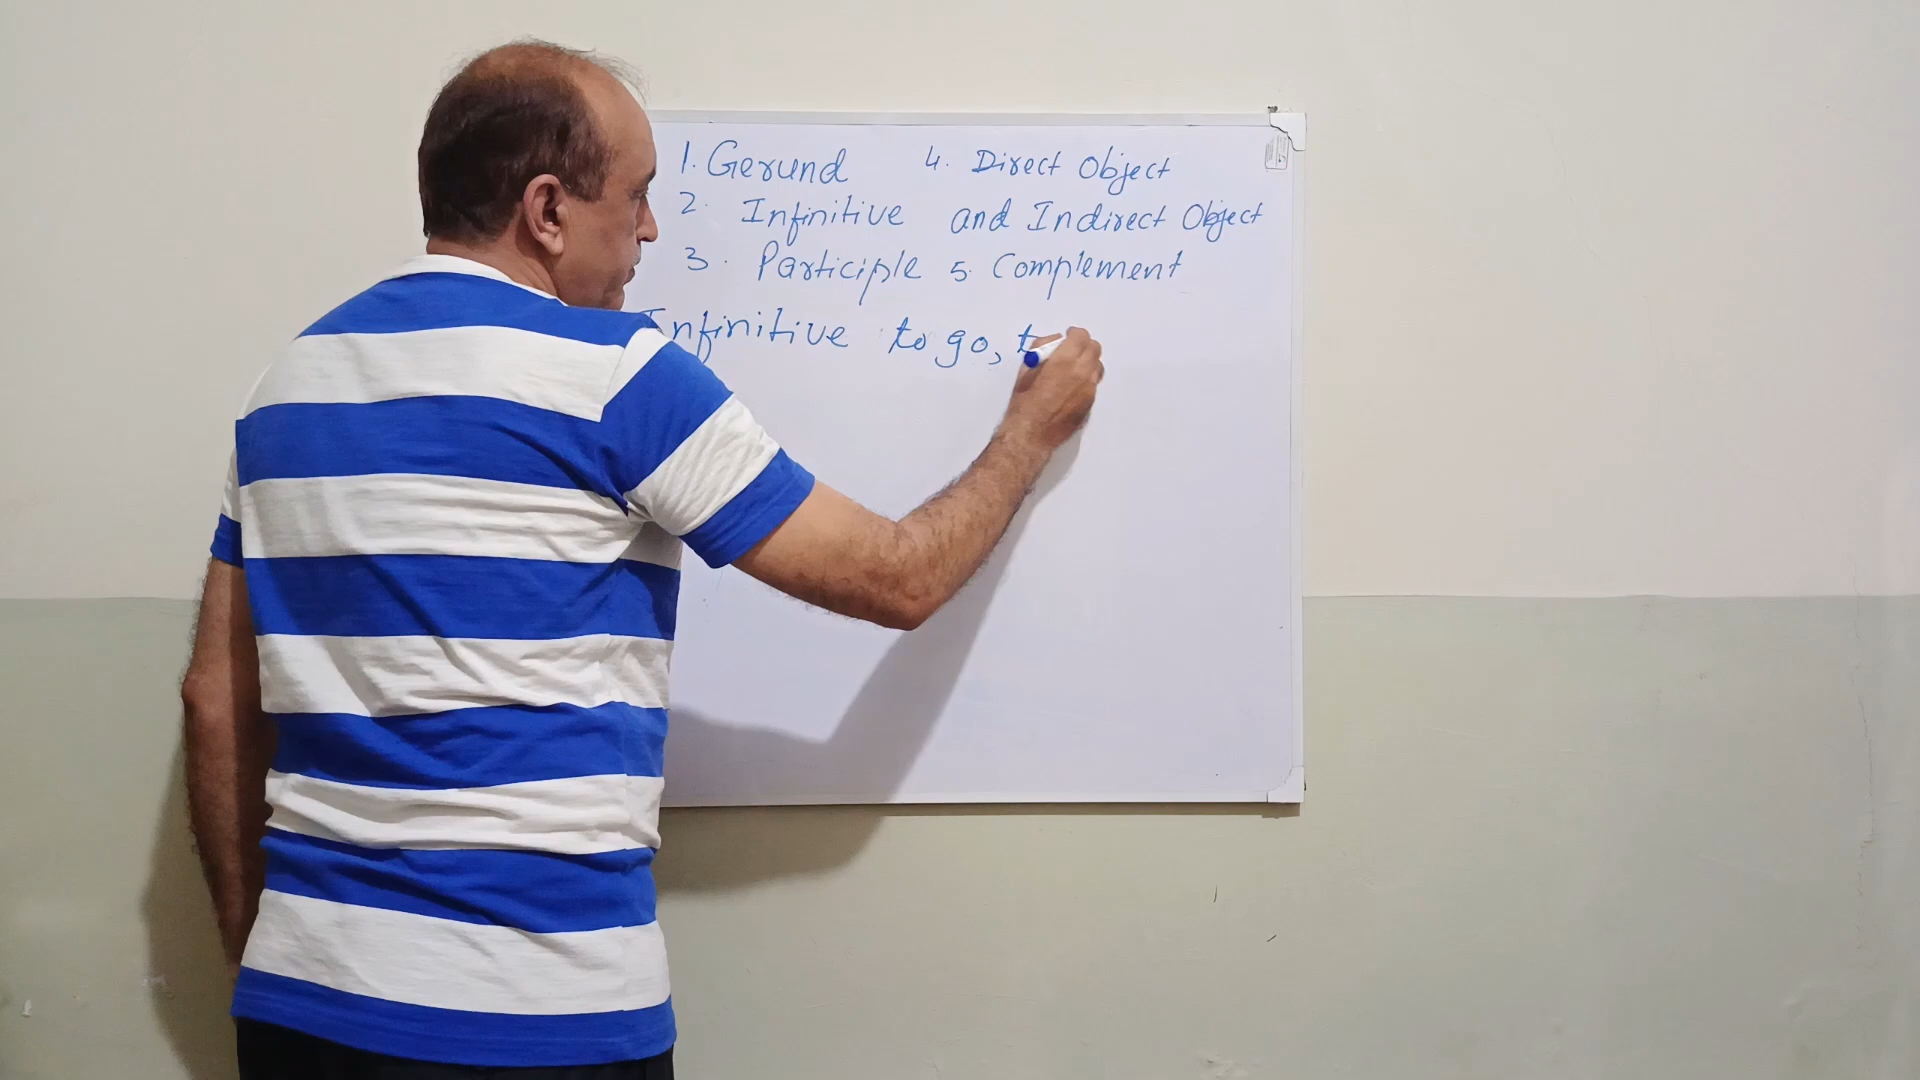 1. Gerund 4. Direct Object
2. Infinitive and Indirect Object
3. Participle 5. Complement
Infinitive to go, t